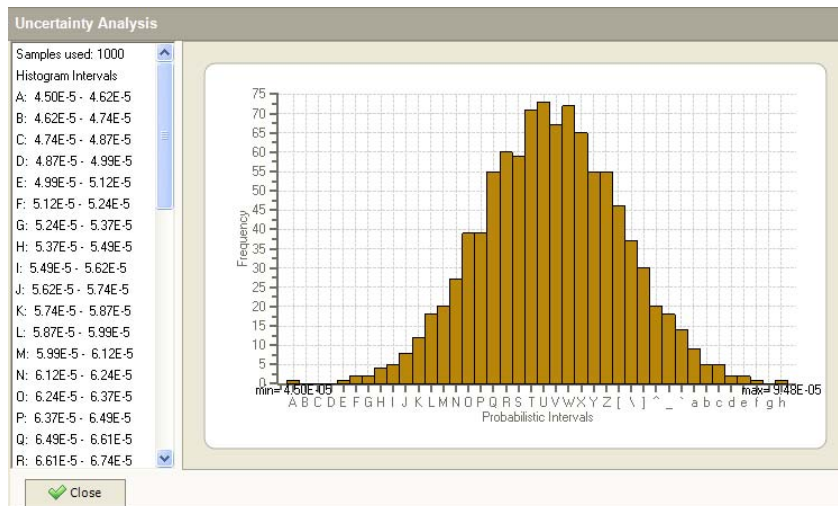 Uncertainty Analysis
Samples used: 1000
Histogram Intervals
A: 4.50E-5 - 4.62E-5
B: 4.62E-5 - 4.74E-5
C: 4.74E-5 - 4.87E-5
D: 4.87E-5 - 4.99E-5
E: 4.99E-5 - 5.12E-5
F: 5.12E-5 - 5.24E-5
G: 5.24E-5 - 5.37E-5
H: 5.37E-5 - 5.49E-5
I: 5.49E-5 - 5.62E-5
J: 5.62E-5 - 5.74E-5
K: 5.74E-5 - 5.87E-5
L: 5.87E-5 - 5.99E-5
M: 5.99E-5 - 6.12E-5
N: 6.12E-5 - 6.24E-5
O: 6.24E-5 - 6.37E-5
P: 6.37E-5 - 6.49E-5
Q: 6.49E-5 - 6.61E-5
R: 6.61E-5 - 6.74E-5
Frequency
75
70
65
60
55
50
45
40
35
30
25
20
15
10
5
0
min= 4.50E-05
max= 9.48E-05
A B C D E F G H I J K L M N O P Q R S T U V W X Y Z [ \ ] ^ _ ` a b c d e f g h
Probabilistic Intervals
Close